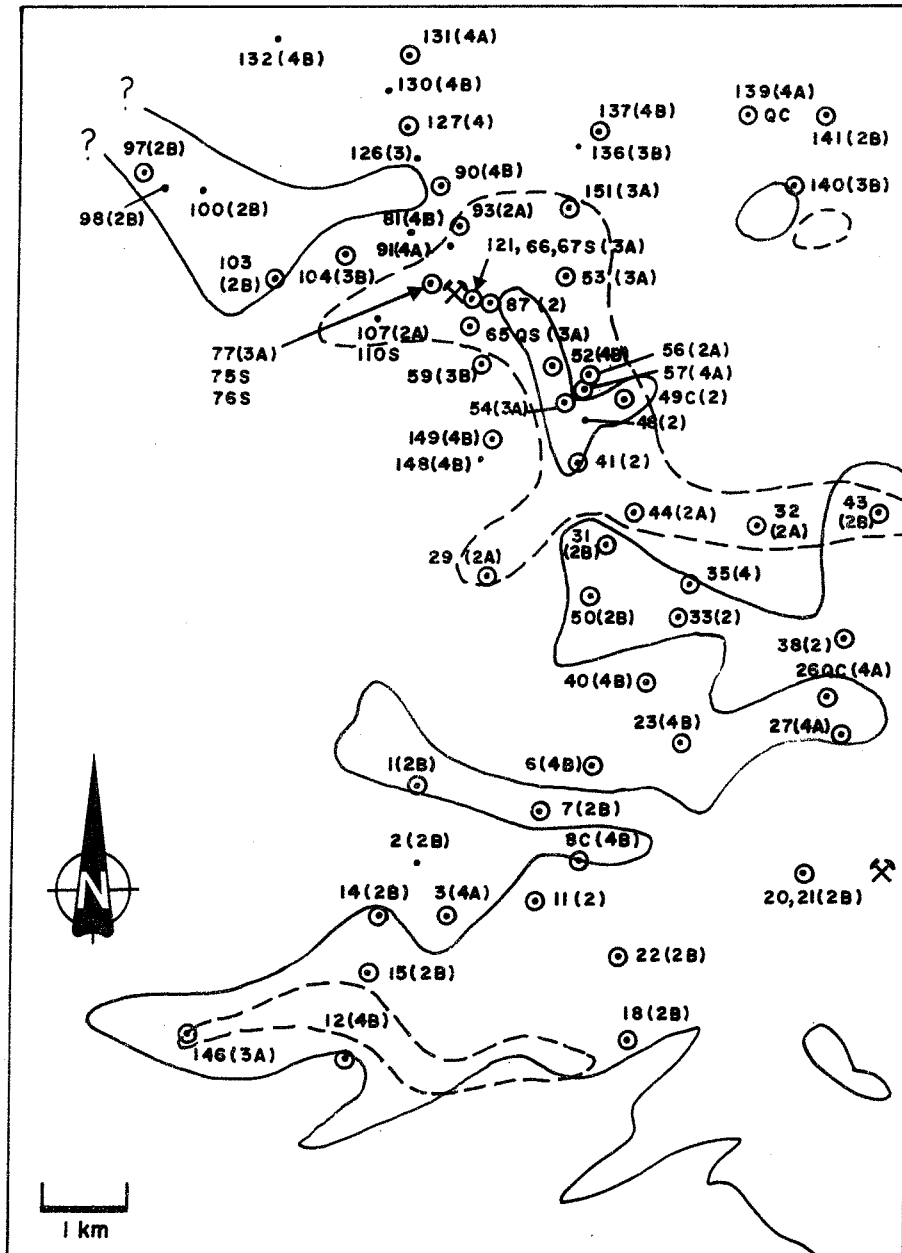 131(4A)
132(4B)
130(4B)
139(4A)
QC
?
127(4)
137(4B)
141(2B)
?
97(2B)
126(3)
136(3B)
90(4B)
140(3B)
98(2B)
100(2B)
151(3A)
81(4B)
93(2A)
91(4A)
121, 66,67S (3A)
103
(2B)
104(3B)
53 (3A)
87 (2)
107(2A)
110S
65QS (3A)
77(3A)
75S
76S
59(3B)
56(2A)
57(4A)
54(3A)
49C(2)
48(2)
149(4B)
148(4B)
41(2)
44(2A)
32
(2A)
43
(2B)
31
(2B)
29 (2A)
35(4)
50(2B)
33(2)
38(2)
40(4B)
26QC(4A)
23(4B)
27(4A)
1(2B)
6(4B)
7(2B)
2(2B)
8C(4B)
14(2B)
3(4A)
11(2)
20,21(2B)
N
15(2B)
22(2B)
12(4B)
18(2B)
146(3A)
1 km